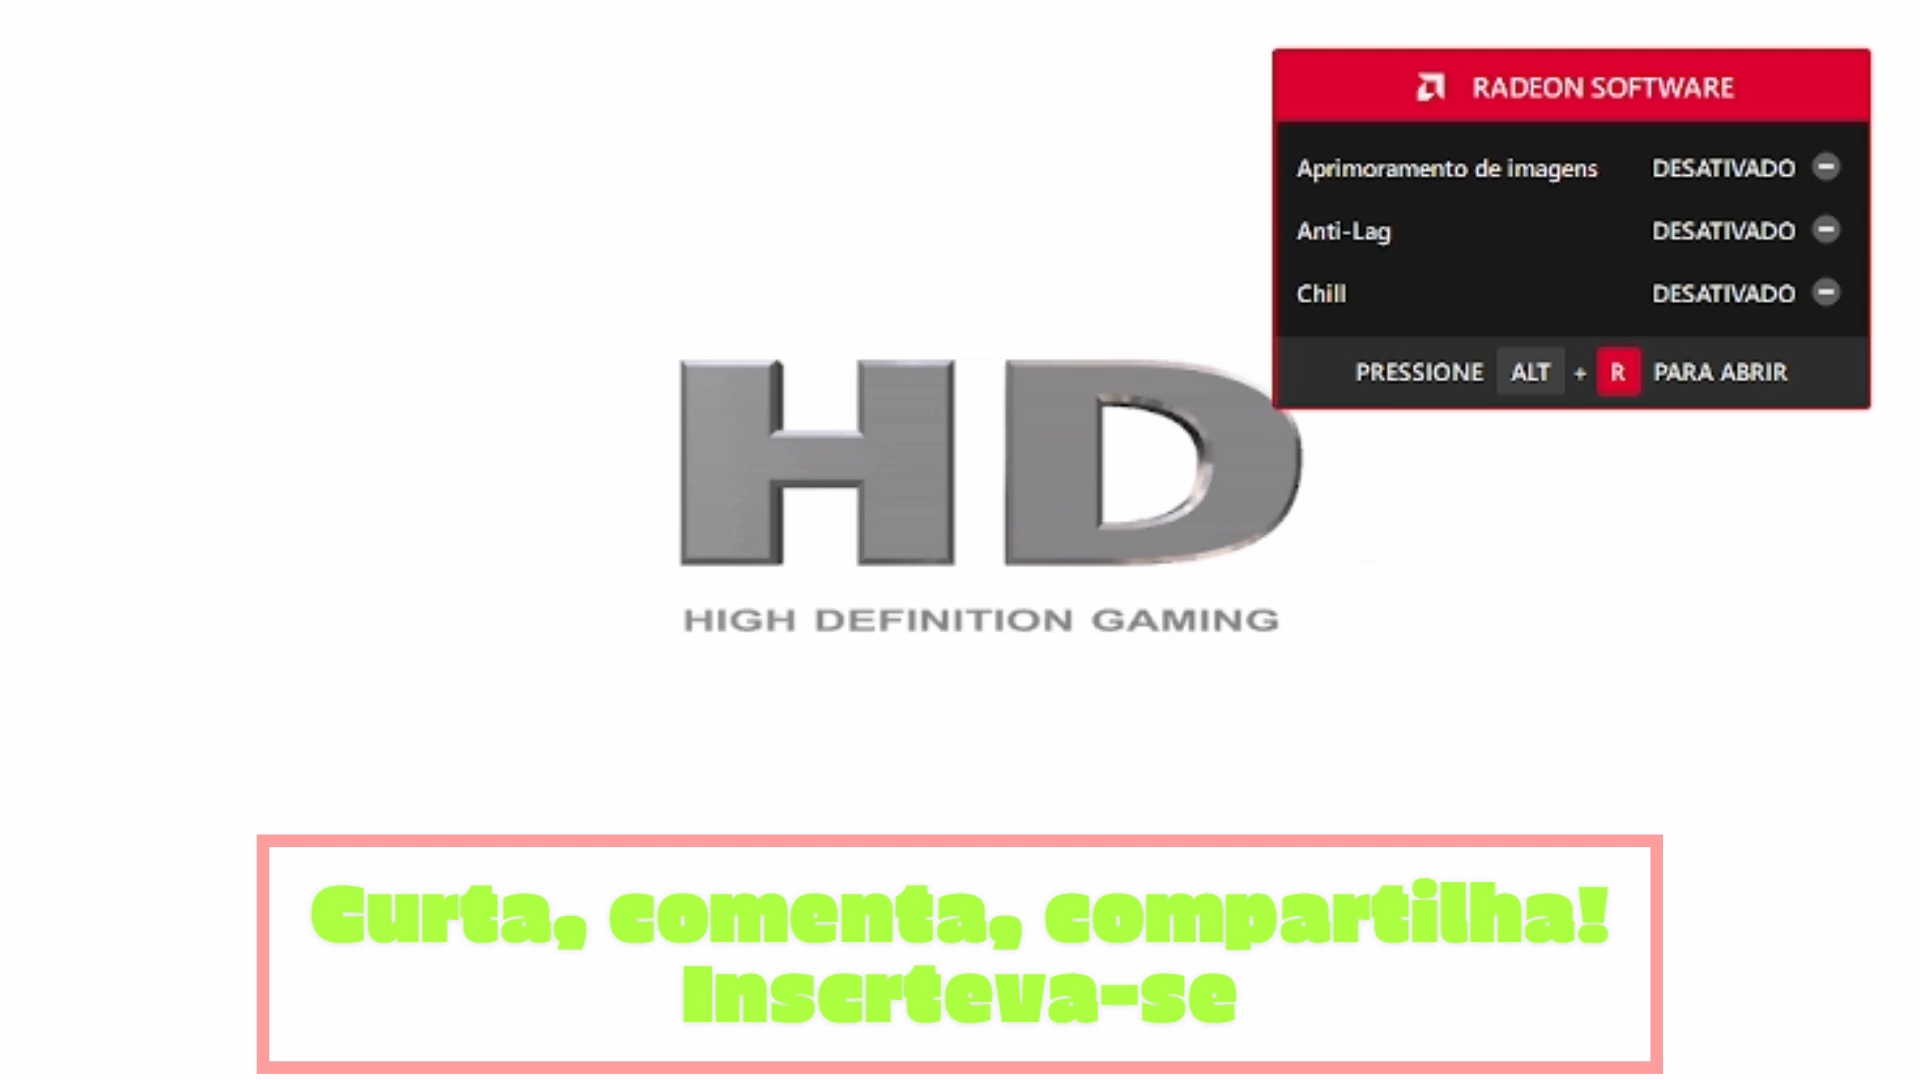 RADEON SOFTWARE
Aprimoramento de imagens DESATIVADO
Anti-Lag DESATIVADO
Chill DESATIVADO
PRESSIONE ALT + R PARA ABRIR
HD
HIGH DEFINITION GAMING
Curta, comenta, compartilha!
Inscrteva-se